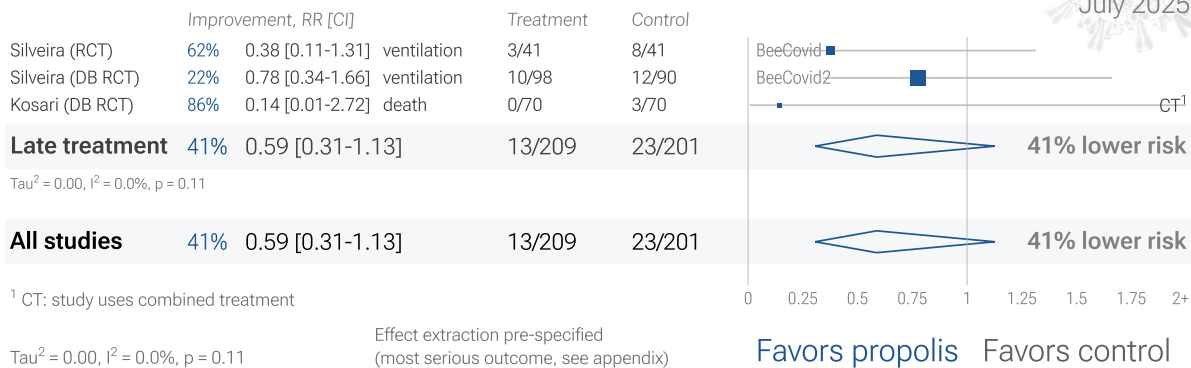 July 2025
Improvement, RR [CI] Treatment Control
Silveira (RCT) 62% 0.38 [0.11-1.31] ventilation 3/41 8/41 BeeCovid
Silveira (DB RCT) 22% 0.78 [0.34-1.66] ventilation 10/98 12/90 BeeCovid2
Kosari (DB RCT) 86% 0.14 [0.01-2.72] death 0/70 3/70 CT¹
Late treatment 41% 0.59 [0.31-1.13] 13/209 23/201 41% lower risk
Tau² = 0.00, I² = 0.0%, p = 0.11
All studies 41% 0.59 [0.31-1.13] 13/209 23/201 41% lower risk
¹ CT: study uses combined treatment
0 0.25 0.5 0.75 1 1.25 1.5 1.75 2+
Tau² = 0.00, I² = 0.0%, p = 0.11
Effect extraction pre-specified
(most serious outcome, see appendix)
Favors propolis Favors control